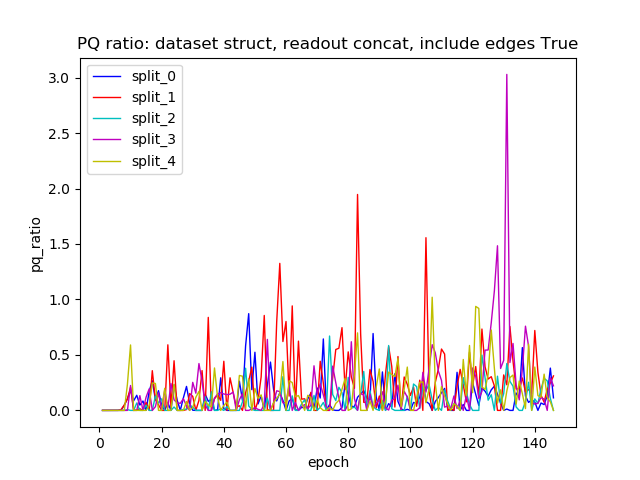 PQ ratio: dataset struct, readout concat, include edges True
split_0
split_1
split_2
split_3
split_4
3.0
2.5
2.0
1.5
1.0
0.5
0.0
pq_ratio
0 20 40 60 80 100 120 140
epoch